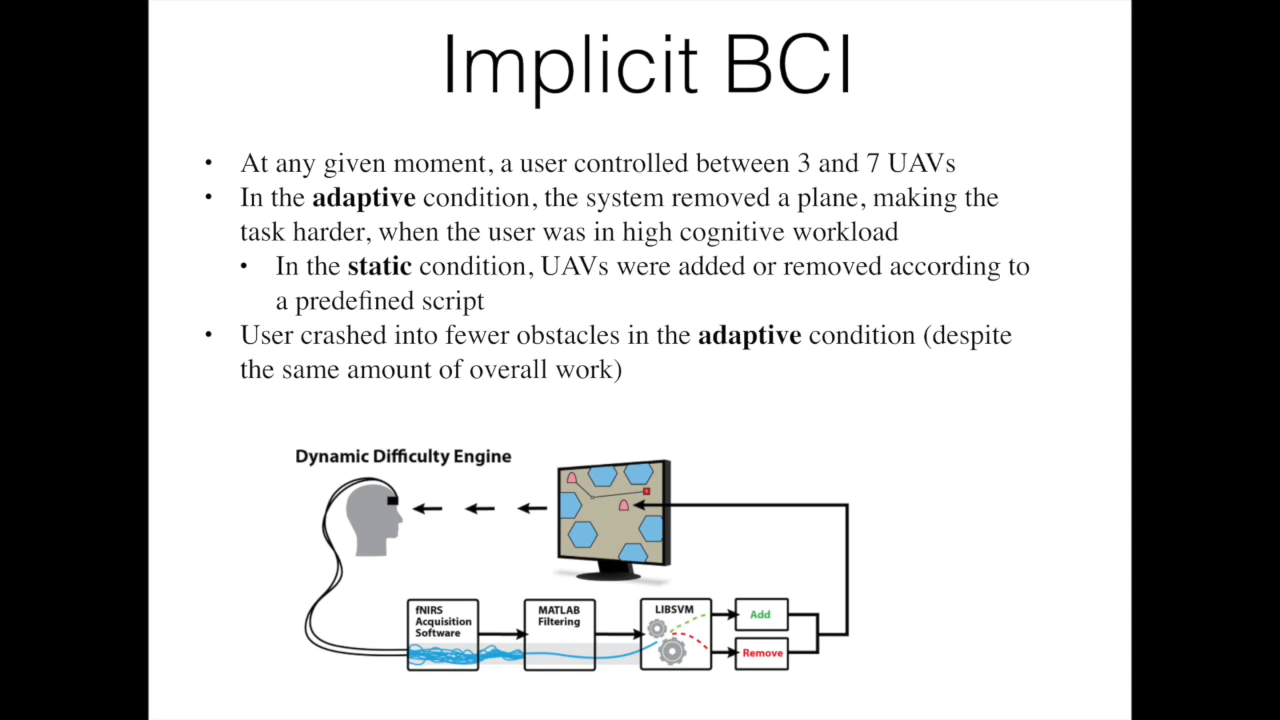 Implicit BCI
• At any given moment, a user controlled between 3 and 7 UAVs
• In the adaptive condition, the system removed a plane, making the
task harder, when the user was in high cognitive workload
• In the static condition, UAVs were added or removed according to
a predefined script
• User crashed into fewer obstacles in the adaptive condition (despite
the same amount of overall work)
Dynamic Difficulty Engine
fNIRS
Acquisition
Software
MATLAB
Filtering
LIBSVM
Add
Remove